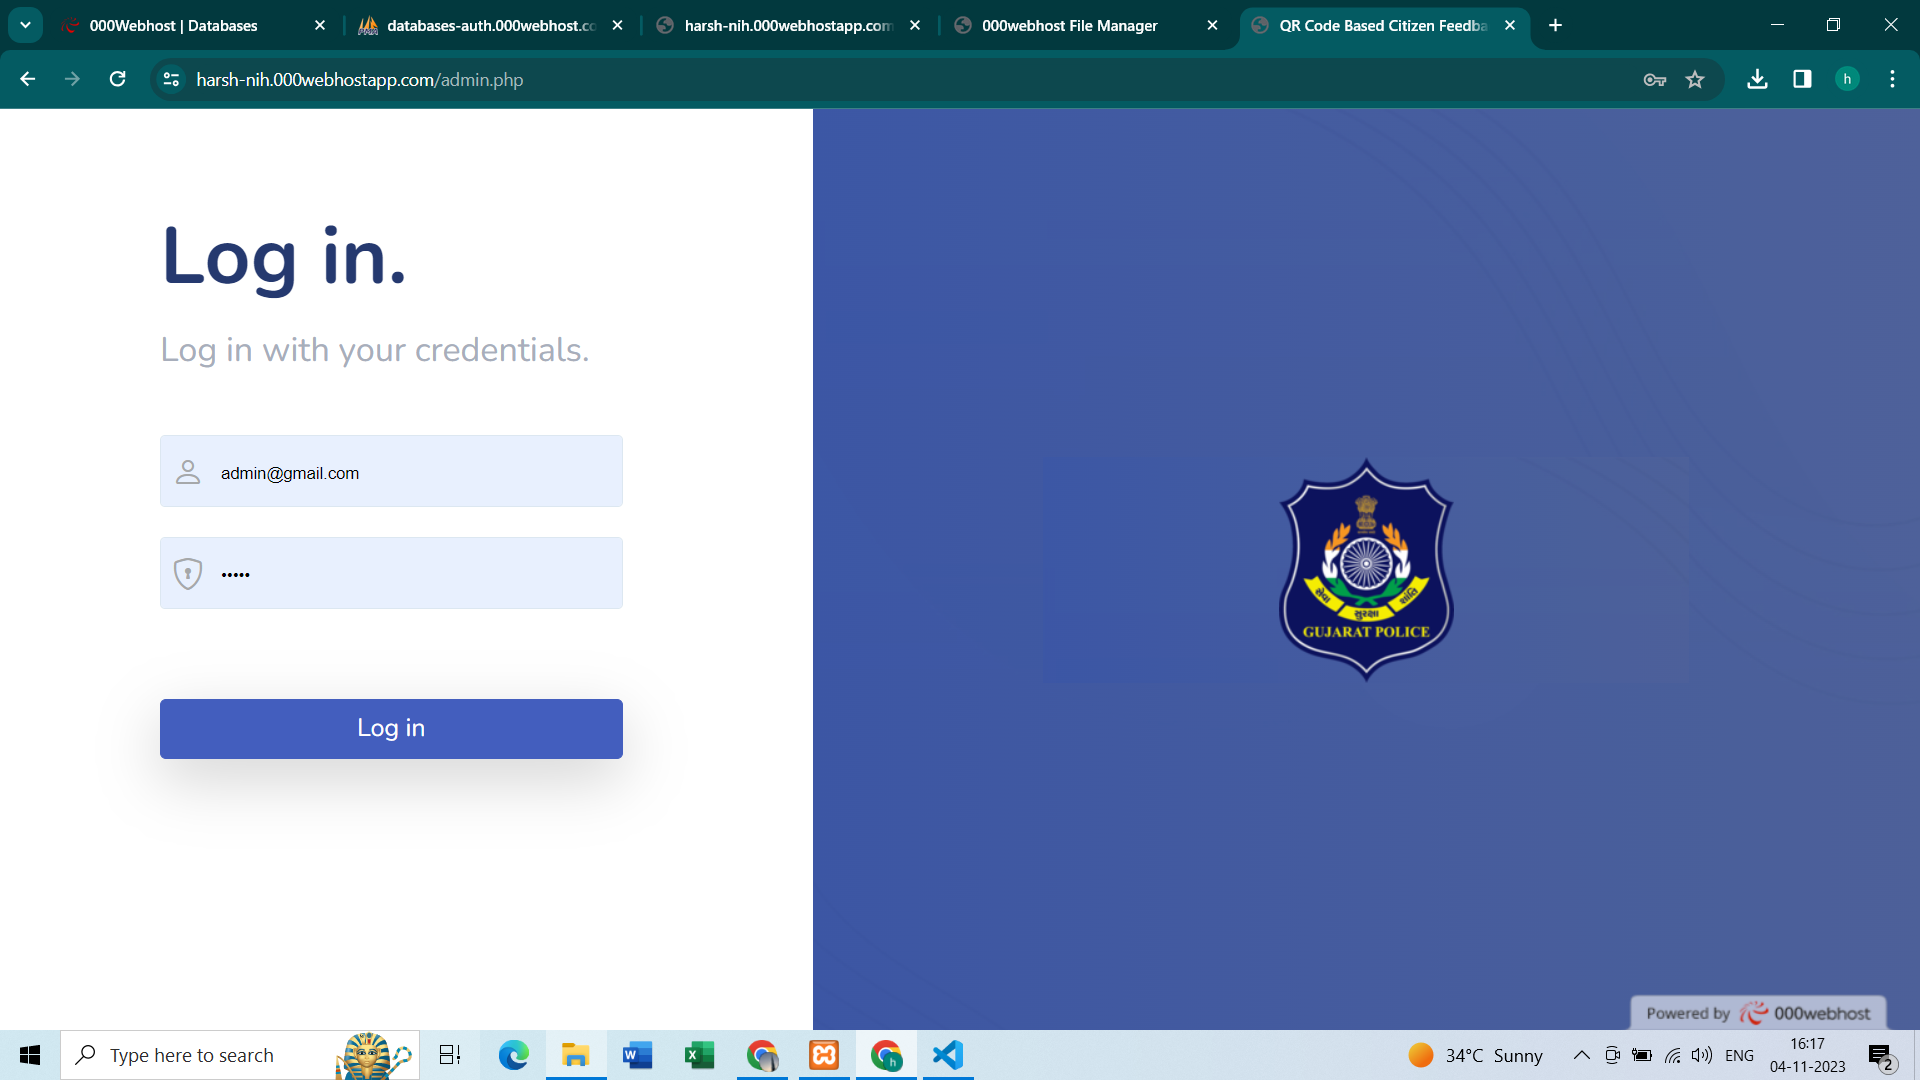 000Webhost | Databases
databases-auth.000webhost.co
harsh-nih.000webhostapp.com
000webhost File Manager
QR Code Based Citizen Feedba
harsh-nih.000webhostapp.com/admin.php
h
Log in.
Log in with your credentials.
admin@gmail.com
•••••
Log in
સેવા
સુરક્ષા
શાંતિ
GUJARAT POLICE
Powered by 000webhost
Type here to search
34°C Sunny
ENG
16:17
04-11-2023
2